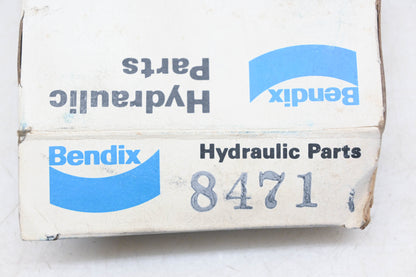 Hydraulic
Parts
Bendix
Bendix
Hydraulic Parts
8471